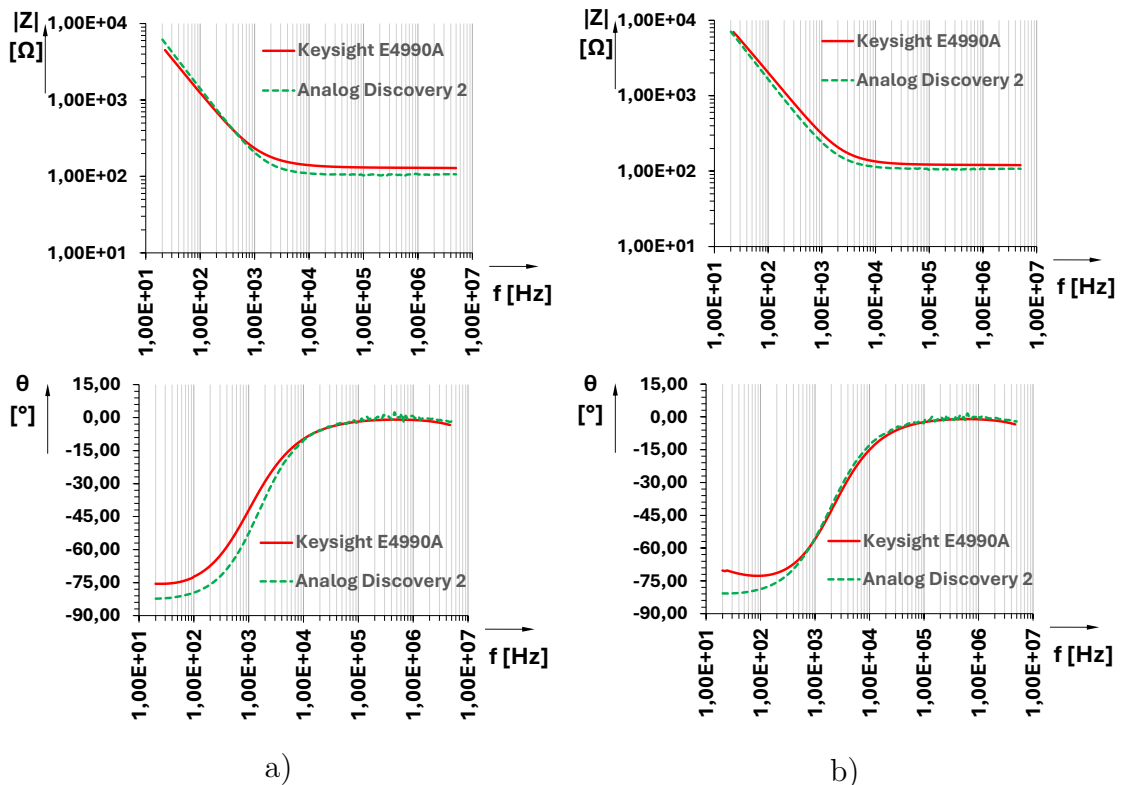 |Z|
[Ω]
1,00E+04
1,00E+03
1,00E+02
1,00E+01
Keysight E4990A
Analog Discovery 2
1,00E+01
1,00E+02
1,00E+03
1,00E+04
1,00E+05
1,00E+06
1,00E+07
f [Hz]
|Z|
[Ω]
1,00E+04
1,00E+03
1,00E+02
1,00E+01
Keysight E4990A
Analog Discovery 2
1,00E+01
1,00E+02
1,00E+03
1,00E+04
1,00E+05
1,00E+06
1,00E+07
f [Hz]
θ
[°]
15,00
0,00
-15,00
-30,00
-45,00
-60,00
-75,00
-90,00
Keysight E4990A
Analog Discovery 2
1,00E+01
1,00E+02
1,00E+03
1,00E+04
1,00E+05
1,00E+06
1,00E+07
f [Hz]
θ
[°]
15,00
0,00
-15,00
-30,00
-45,00
-60,00
-75,00
-90,00
Keysight E4990A
Analog Discovery 2
1,00E+01
1,00E+02
1,00E+03
1,00E+04
1,00E+05
1,00E+06
1,00E+07
f [Hz]
a)
b)